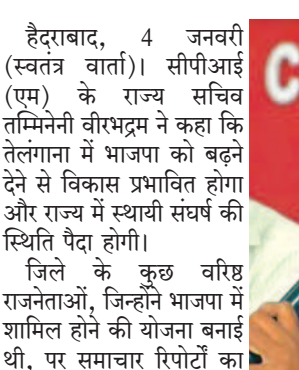 हैदराबाद, 4 जनवरी
(स्वतंत्र वार्ता)। सीपीआई
(एम) के राज्य सचिव
तम्मिनेनी वीरभद्रम ने कहा कि
तेलंगाना में भाजपा को बढ़ने
देने से विकास प्रभावित होगा
और राज्य में स्थायी संघर्ष की
स्थिति पैदा होगी।
जिले के कुछ वरिष्ठ
राजनेताओं, जिन्होंने भाजपा में
शामिल होने की योजना बनाई
थी, पर समाचार रिपोर्टों का
C